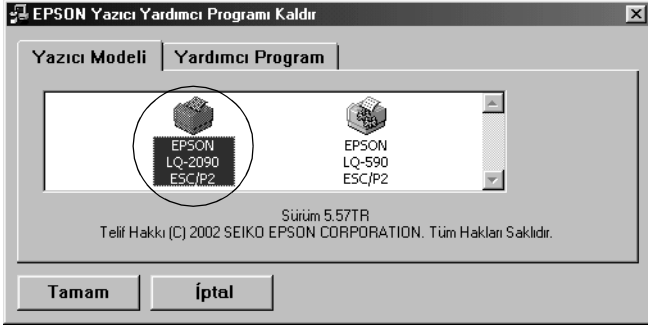 EPSON Yazıcı Yardımcı Programı Kaldır
Yazıcı Modeli
Yardımcı Program
EPSON
LQ-2090
ESC/P2
EPSON
LQ-590
ESC/P2
Sürüm 5.57TR
Telif Hakkı (C) 2002 SEIKO EPSON CORPORATION. Tüm Hakları Saklıdır.
Tamam
İptal